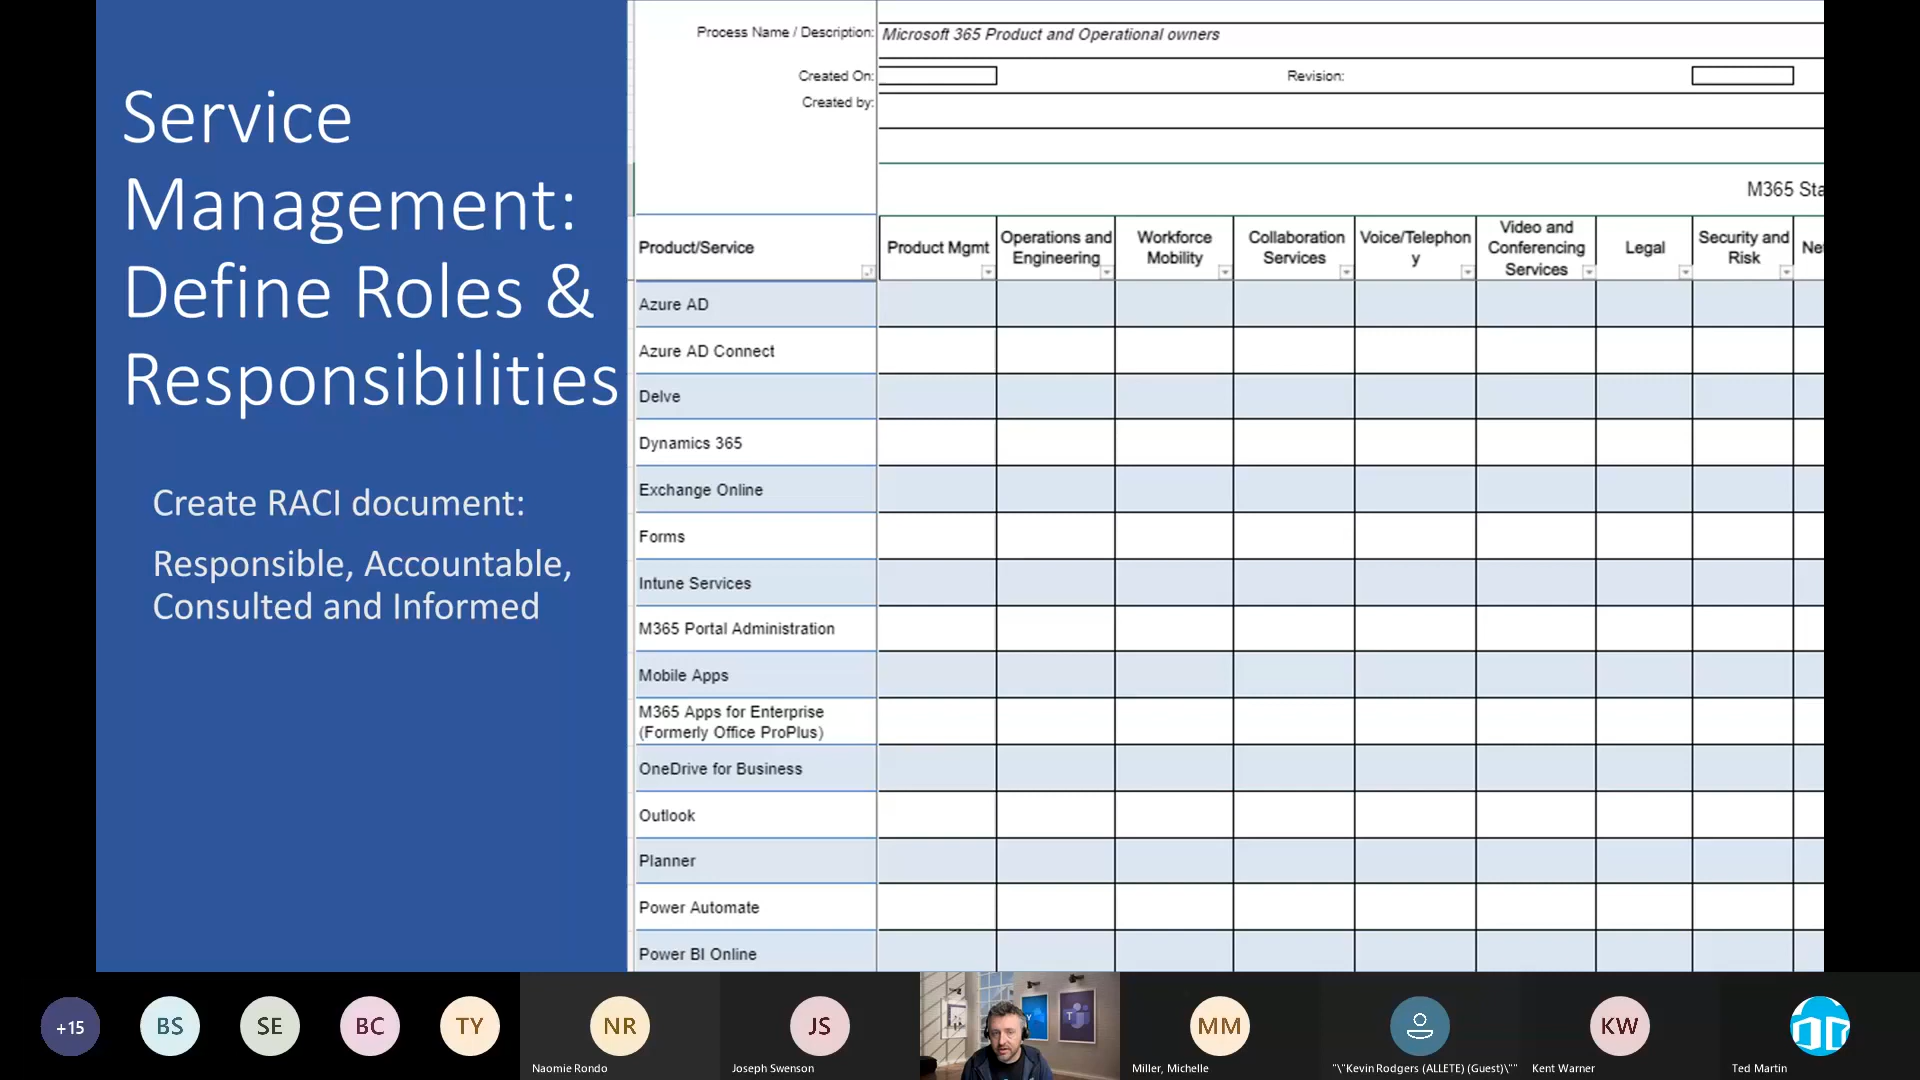 Service
Management:
Define Roles &
Responsibilities
Create RACI document:
Responsible, Accountable,
Consulted and Informed
Process Name / Description:
Microsoft 365 Product and Operational owners
Created On:
Revision:
Created by:
M365 Sta
Product/Service
Product Mgmt
Operations and
Engineering
Workforce
Mobility
Collaboration
Services
Voice/Telephon
y
Video and
Conferencing
Services
Legal
Security and
Risk
Ne
Azure AD
Azure AD Connect
Delve
Dynamics 365
Exchange Online
Forms
Intune Services
M365 Portal Administration
Mobile Apps
M365 Apps for Enterprise
(Formerly Office ProPlus)
OneDrive for Business
Outlook
Planner
Power Automate
Power BI Online
+15
BS
SE
BC
TY
NR
Naomie Rondo
JS
Joseph Swenson
MM
Miller, Michelle
"\"Kevin Rodgers (ALLETE) (Guest)\""
KW
Kent Warner
Ted Martin